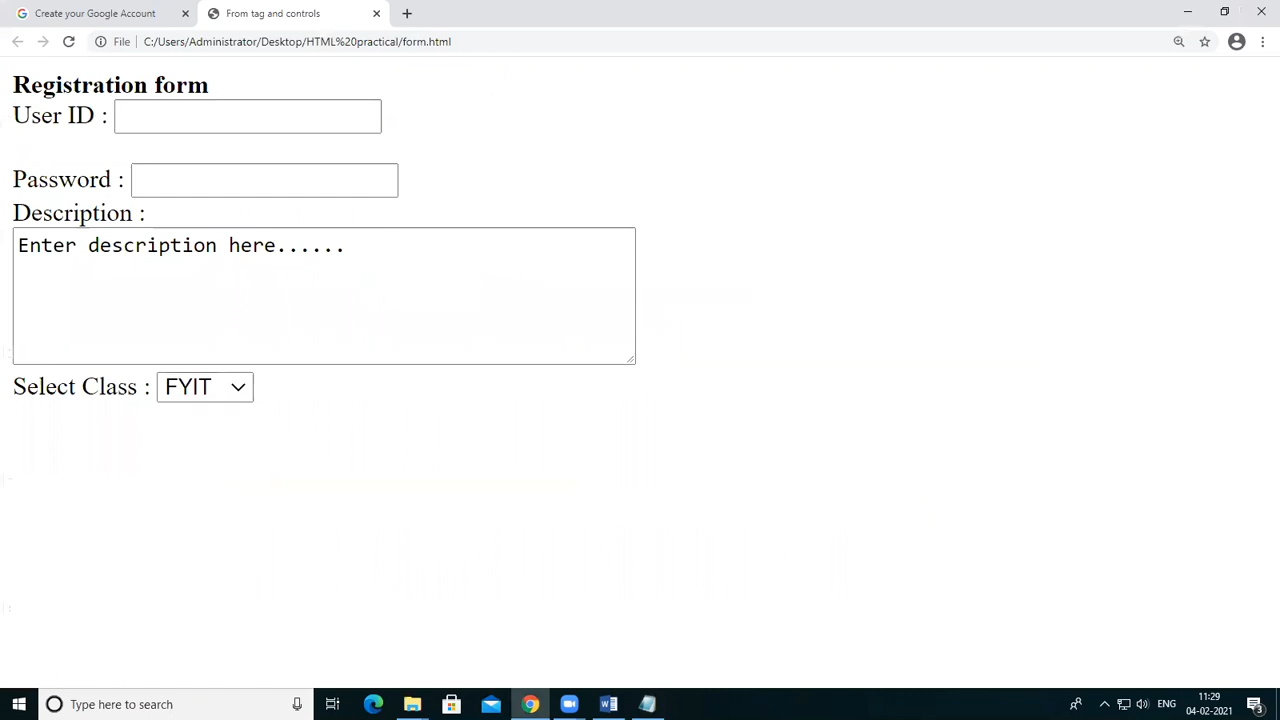 Create your Google Account
From tag and controls
File C:/Users/Administrator/Desktop/HTML%20practical/form.html
Registration form
User ID :
Password :
Description :
Enter description here......
Select Class : FYIT
Type here to search
ENG
11:29
04-02-2021
3